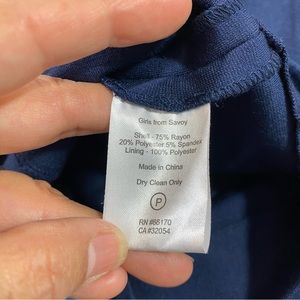 Girls from Savoy
Shell - 75% Rayon
20% Polyester 5% Spandex
Lining - 100% Polyester
Made in China
Dry Clean Only
P
RN #66170
CA #32054